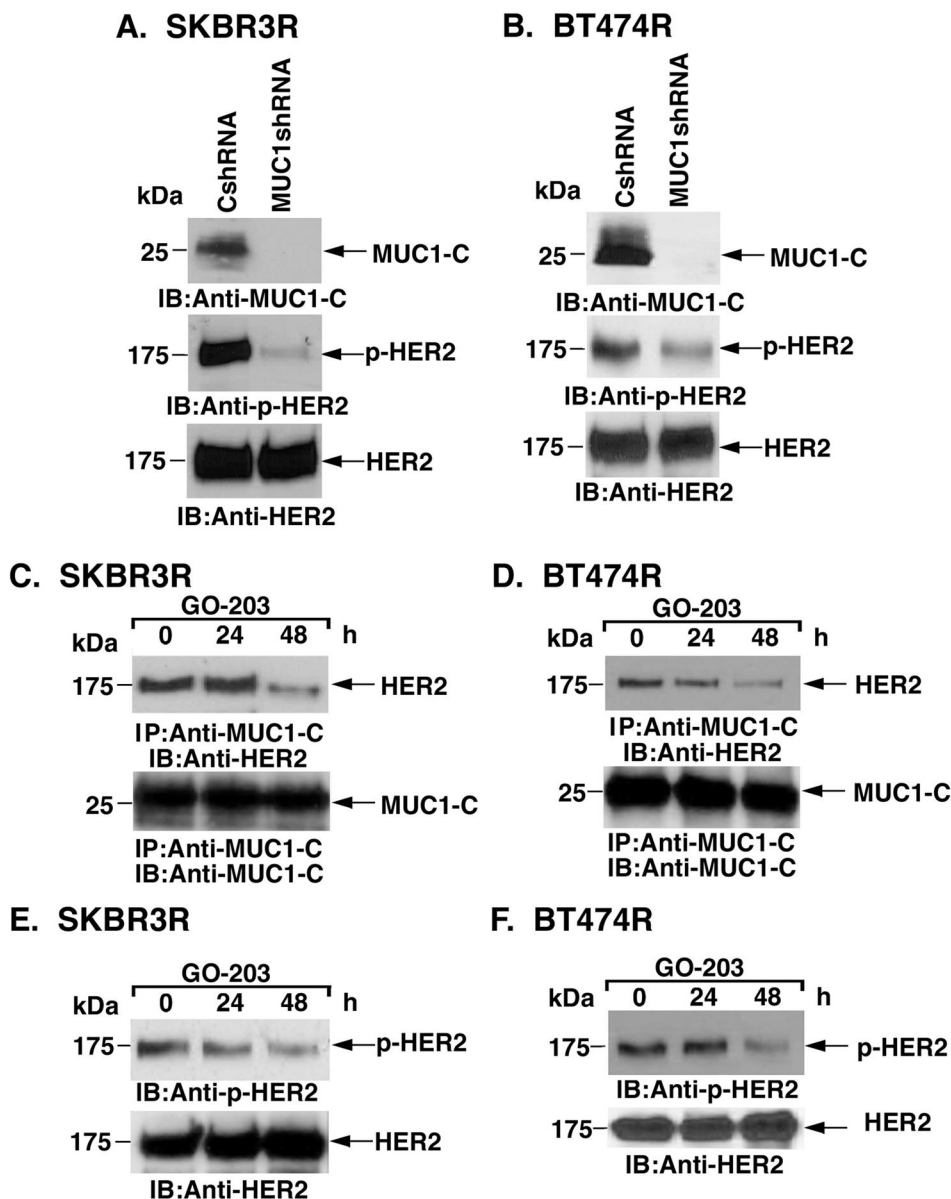 A. SKBR3R
CshRNA
MUC1shRNA
kDa
25
MUC1-C
IB:Anti-MUC1-C
175
p-HER2
IB:Anti-p-HER2
175
HER2
IB:Anti-HER2
B. BT474R
CshRNA
MUC1shRNA
kDa
25
MUC1-C
IB:Anti-MUC1-C
175
p-HER2
IB:Anti-p-HER2
175
HER2
IB:Anti-HER2
C. SKBR3R
GO-203
kDa 0 24 48 h
175
HER2
IP:Anti-MUC1-C
IB:Anti-HER2
25
MUC1-C
IP:Anti-MUC1-C
IB:Anti-MUC1-C
D. BT474R
GO-203
kDa 0 24 48 h
175
HER2
IP:Anti-MUC1-C
IB:Anti-HER2
25
MUC1-C
IP:Anti-MUC1-C
IB:Anti-MUC1-C
E. SKBR3R
GO-203
kDa 0 24 48 h
175
p-HER2
IB:Anti-p-HER2
175
HER2
IB:Anti-HER2
F. BT474R
GO-203
kDa 0 24 48 h
175
p-HER2
IB:Anti-p-HER2
175
HER2
IB:Anti-HER2